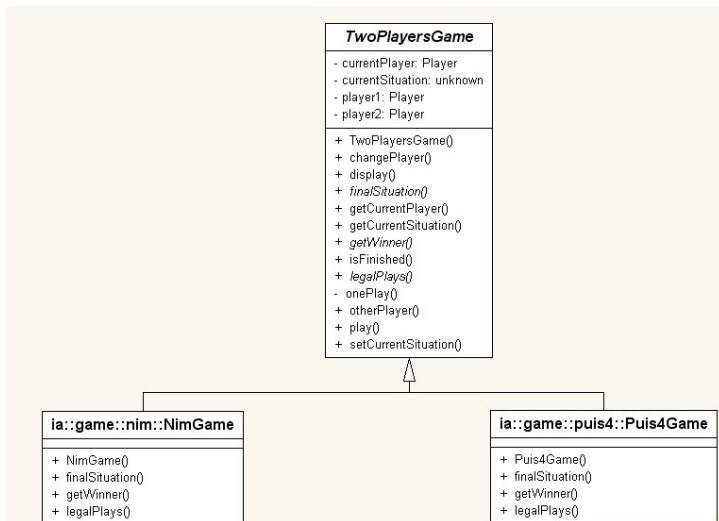 TwoPlayersGame
- currentPlayer: Player
- currentSituation: unknown
- player1: Player
- player2: Player
+ TwoPlayersGame()
+ changePlayer()
+ display()
+ finalSituation()
+ getCurrentPlayer()
+ getCurrentSituation()
+ getWinner()
+ isFinished()
+ legalPlays()
- onePlay()
+ otherPlayer()
+ play()
+ setCurrentSituation()
ia::game::nim::NimGame
+ NimGame()
+ finalSituation()
+ getWinner()
+ legalPlays()
ia::game::puis4::Puis4Game
+ Puis4Game()
+ finalSituation()
+ getWinner()
+ legalPlays()